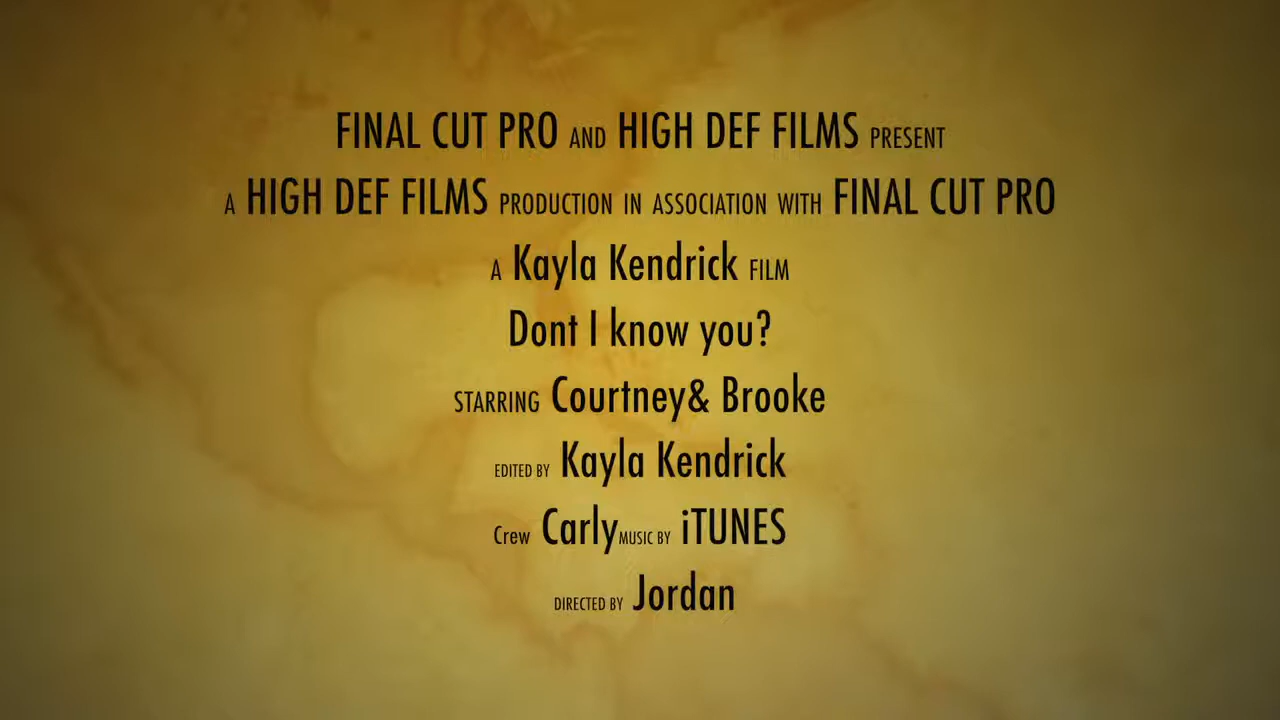 FINAL CUT PRO AND HIGH DEF FILMS PRESENT
A HIGH DEF FILMS PRODUCTION IN ASSOCIATION WITH FINAL CUT PRO
A Kayla Kendrick FILM
Dont I know you?
STARRING Courtney& Brooke
EDITED BY Kayla Kendrick
Crew CarlyMUSIC BY iTUNES
DIRECTED BY Jordan